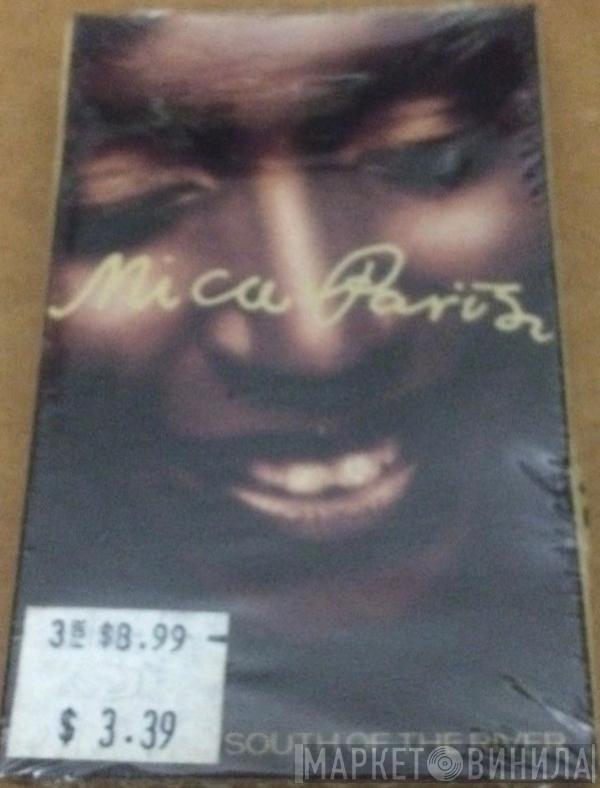 Mica Paris
3 $8.99
$ 3.39
SOUTH OF THE RIVER
МАРКЕТ ВИНИЛА